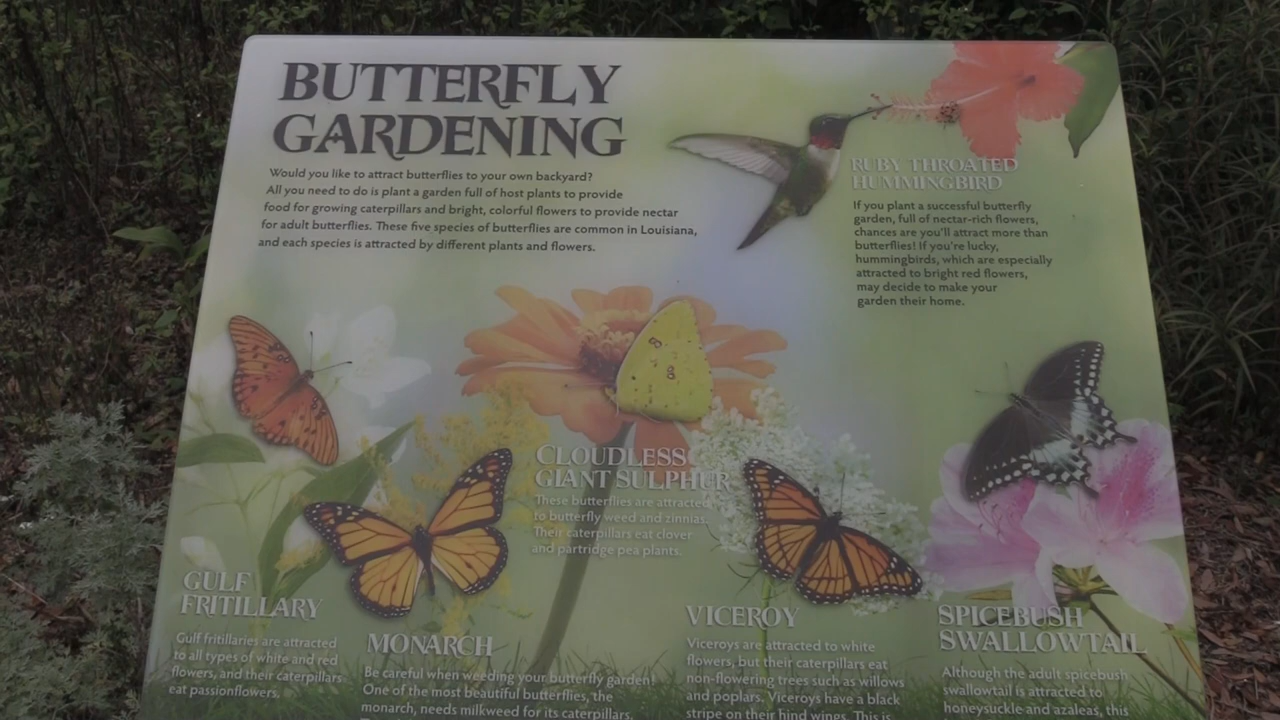 BUTTERFLY
GARDENING
Would you like to attract butterflies to your own backyard?
All you need to do is plant a garden full of host plants to provide
food for growing caterpillars and bright, colorful flowers to provide nectar
for adult butterflies. These five species of butterflies are common in Louisiana,
and each species is attracted by different plants and flowers.
RUBY THROATED
HUMMINGBIRD
If you plant a successful butterfly
garden, full of nectar-rich flowers,
chances are you'll attract more than
butterflies! If you're lucky,
hummingbirds, which are especially
attracted to bright red flowers,
may decide to make your
garden their home.
CLOUDLESS
GIANT SULPHUR
These butterflies are attracted
to butterfly weed and zinnias.
Their caterpillars eat clover
and partridge pea plants.
GULF
FRITILLARY
Gulf fritillaries are attracted
to all types of white and red
flowers, and their caterpillars
eat passionflowers.
MONARCH
Be careful when weeding your butterfly garden!
One of the most beautiful butterflies, the
monarch, needs milkweed for its caterpillars.
VICEROY
Viceroys are attracted to white
flowers, but their caterpillars eat
non-flowering trees such as willows
and poplars. Viceroys have a black
stripe on their hind wings. This is
SPICEBUSH
SWALLOWTAIL
Although the adult spicebush
swallowtail is attracted to
honeysuckle and azaleas, this